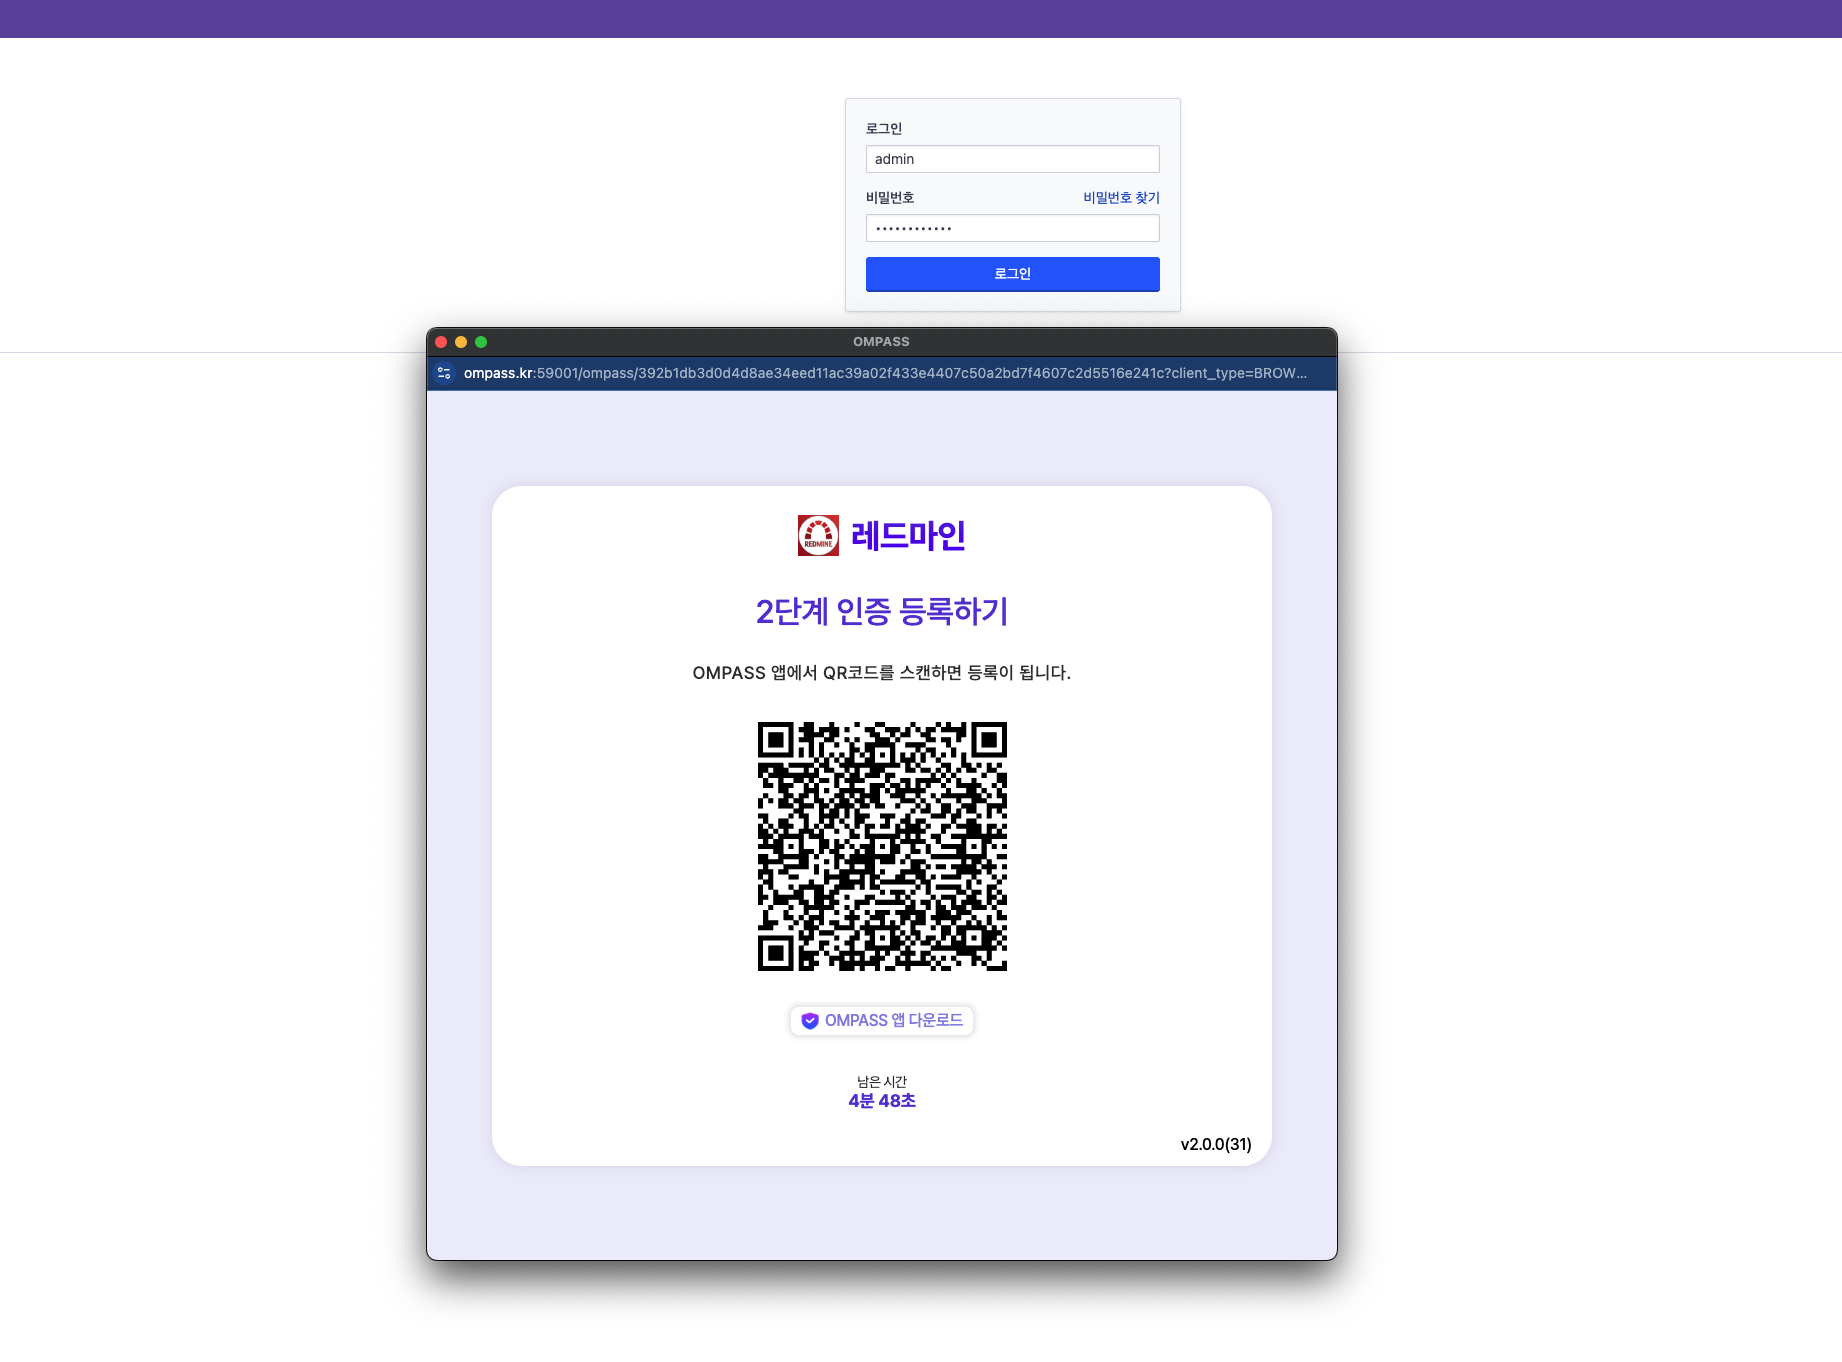 로그인
admin
비밀번호 비밀번호 찾기
••••••••••••
로그인
OMPASS
ompass.kr:59001/ompass/392b1db3d0d4d8ae34eed11ac39a02f433e4407c50a2bd7f4607c2d5516e241c?client_type=BROW...
REDMINE 레드마인
2단계 인증 등록하기
OMPASS 앱에서 QR코드를 스캔하면 등록이 됩니다.
OMPASS 앱 다운로드
남은 시간
4분 48초
v2.0.0(31)